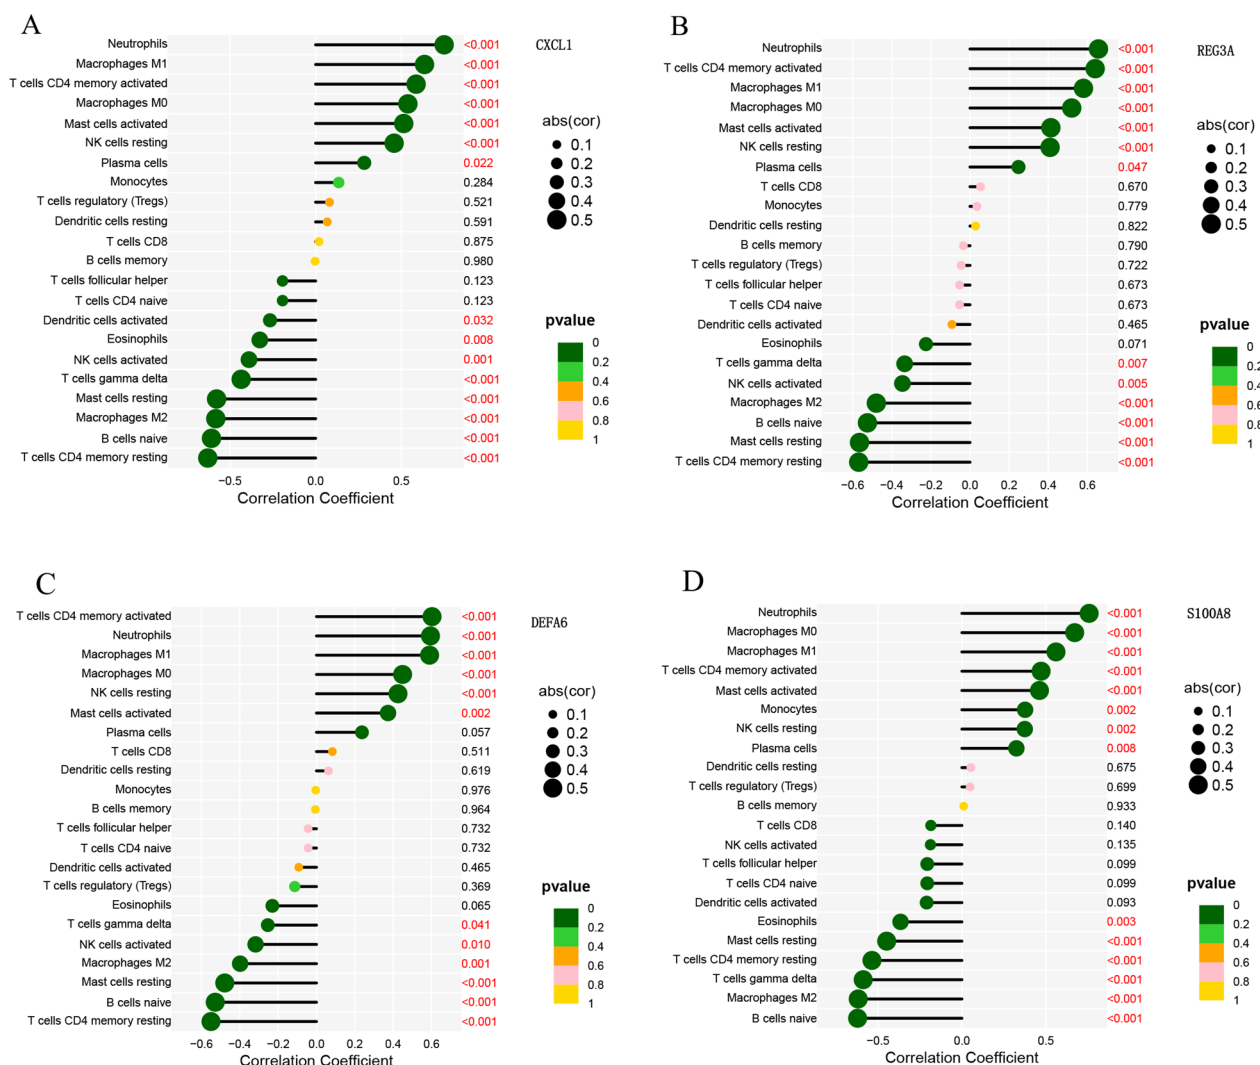 A
CXCL1
Neutrophils <0.001
Macrophages M1 <0.001
T cells CD4 memory activated <0.001
Macrophages M0 <0.001
Mast cells activated <0.001
NK cells resting <0.001
Plasma cells 0.022
Monocytes 0.284
T cells regulatory (Tregs) 0.521
Dendritic cells resting 0.591
T cells CD8 0.875
B cells memory 0.980
T cells follicular helper 0.123
T cells CD4 naive 0.123
Dendritic cells activated 0.032
Eosinophils 0.008
NK cells activated 0.001
T cells gamma delta <0.001
Mast cells resting <0.001
Macrophages M2 <0.001
B cells naive <0.001
T cells CD4 memory resting <0.001
−0.5 0.0 0.5
Correlation Coefficient
abs(cor)
0.1
0.2
0.3
0.4
0.5
pvalue
0
0.2
0.4
0.6
0.8
1
B
REG3A
Neutrophils <0.001
T cells CD4 memory activated <0.001
Macrophages M1 <0.001
Macrophages M0 <0.001
Mast cells activated <0.001
NK cells resting <0.001
Plasma cells 0.047
T cells CD8 0.670
Monocytes 0.779
Dendritic cells resting 0.822
B cells memory 0.790
T cells regulatory (Tregs) 0.722
T cells follicular helper 0.673
T cells CD4 naive 0.673
Dendritic cells activated 0.465
Eosinophils 0.071
T cells gamma delta 0.007
NK cells activated 0.005
Macrophages M2 <0.001
B cells naive <0.001
Mast cells resting <0.001
T cells CD4 memory resting <0.001
−0.6 −0.4 −0.2 0.0 0.2 0.4 0.6
Correlation Coefficient
abs(cor)
0.1
0.2
0.3
0.4
0.5
pvalue
0
0.2
0.4
0.6
0.8
1
C
DEFA6
T cells CD4 memory activated <0.001
Neutrophils <0.001
Macrophages M1 <0.001
Macrophages M0 <0.001
NK cells resting <0.001
Mast cells activated 0.002
Plasma cells 0.057
T cells CD8 0.511
Dendritic cells resting 0.619
Monocytes 0.976
B cells memory 0.964
T cells follicular helper 0.732
T cells CD4 naive 0.732
Dendritic cells activated 0.465
T cells regulatory (Tregs) 0.369
Eosinophils 0.065
T cells gamma delta 0.041
NK cells activated 0.010
Macrophages M2 0.001
Mast cells resting <0.001
B cells naive <0.001
T cells CD4 memory resting <0.001
−0.6 −0.4 −0.2 0.0 0.2 0.4 0.6
Correlation Coefficient
abs(cor)
0.1
0.2
0.3
0.4
0.5
pvalue
0
0.2
0.4
0.6
0.8
1
D
S100A8
Neutrophils <0.001
Macrophages M0 <0.001
Macrophages M1 <0.001
T cells CD4 memory activated <0.001
Mast cells activated <0.001
Monocytes 0.002
NK cells resting 0.002
Plasma cells 0.008
Dendritic cells resting 0.675
T cells regulatory (Tregs) 0.699
B cells memory 0.933
T cells CD8 0.140
NK cells activated 0.135
T cells follicular helper 0.099
T cells CD4 naive 0.099
Dendritic cells activated 0.093
Eosinophils 0.003
Mast cells resting <0.001
T cells CD4 memory resting <0.001
T cells gamma delta <0.001
Macrophages M2 <0.001
B cells naive <0.001
−0.5 0.0 0.5
Correlation Coefficient
abs(cor)
0.1
0.2
0.3
0.4
0.5
pvalue
0
0.2
0.4
0.6
0.8
1